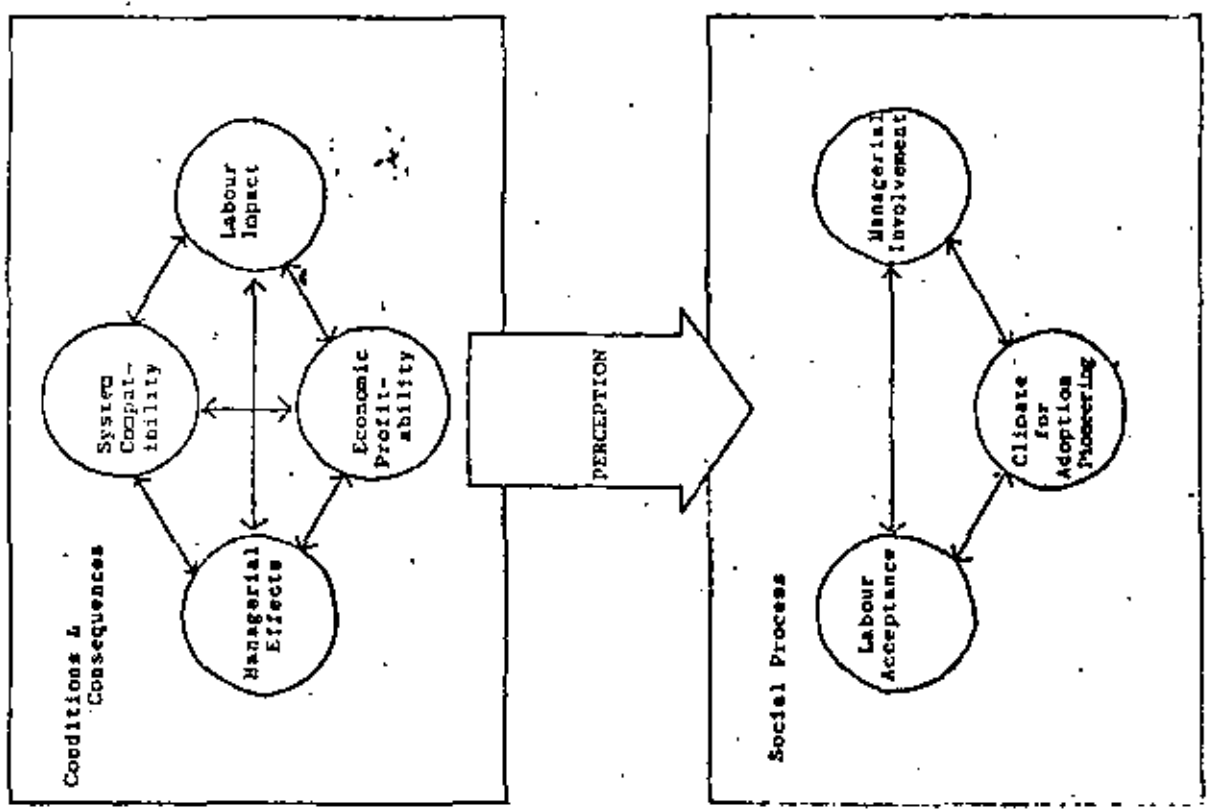 Conditions &
Consequences
System
Compat-
ibility
Labour
Impact
Managerial
Effects
Economic
Profit-
ability
PERCEPTION
Social Process
Labour
Acceptance
Managerial
Involvement
Climate
for
Adoption
Pioneering